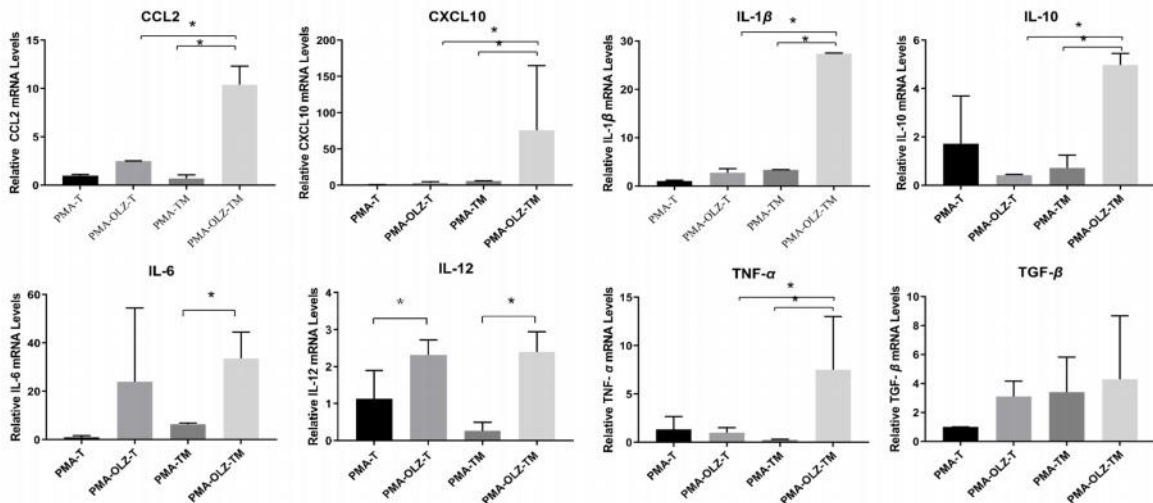 CCL2
Relative CCL2 mRNA Levels
15
10
5
0
*
*
PMA-T
PMA-OLZ-T
PMA-TM
PMA-OLZ-TM
CXCL10
Relative CXCL10 mRNA Levels
200
150
100
50
0
*
*
PMA-T
PMA-OLZ-T
PMA-TM
PMA-OLZ-TM
IL-1β
Relative IL-1β mRNA Levels
30
20
10
0
*
*
PMA-T
PMA-OLZ-T
PMA-TM
PMA-OLZ-TM
IL-10
Relative IL-10 mRNA Levels
6
4
2
0
*
*
PMA-T
PMA-OLZ-T
PMA-TM
PMA-OLZ-TM
IL-6
Relative IL-6 mRNA Levels
60
40
20
0
*
PMA-T
PMA-OLZ-T
PMA-TM
PMA-OLZ-TM
IL-12
Relative IL-12 mRNA Levels
4
3
2
1
0
*
*
PMA-T
PMA-OLZ-T
PMA-TM
PMA-OLZ-TM
TNF-α
Relative TNF- α mRNA Levels
15
10
5
0
*
*
PMA-T
PMA-OLZ-T
PMA-TM
PMA-OLZ-TM
TGF-β
Relative TGF- β mRNA Levels
10
8
6
4
2
0
PMA-T
PMA-OLZ-T
PMA-TM
PMA-OLZ-TM